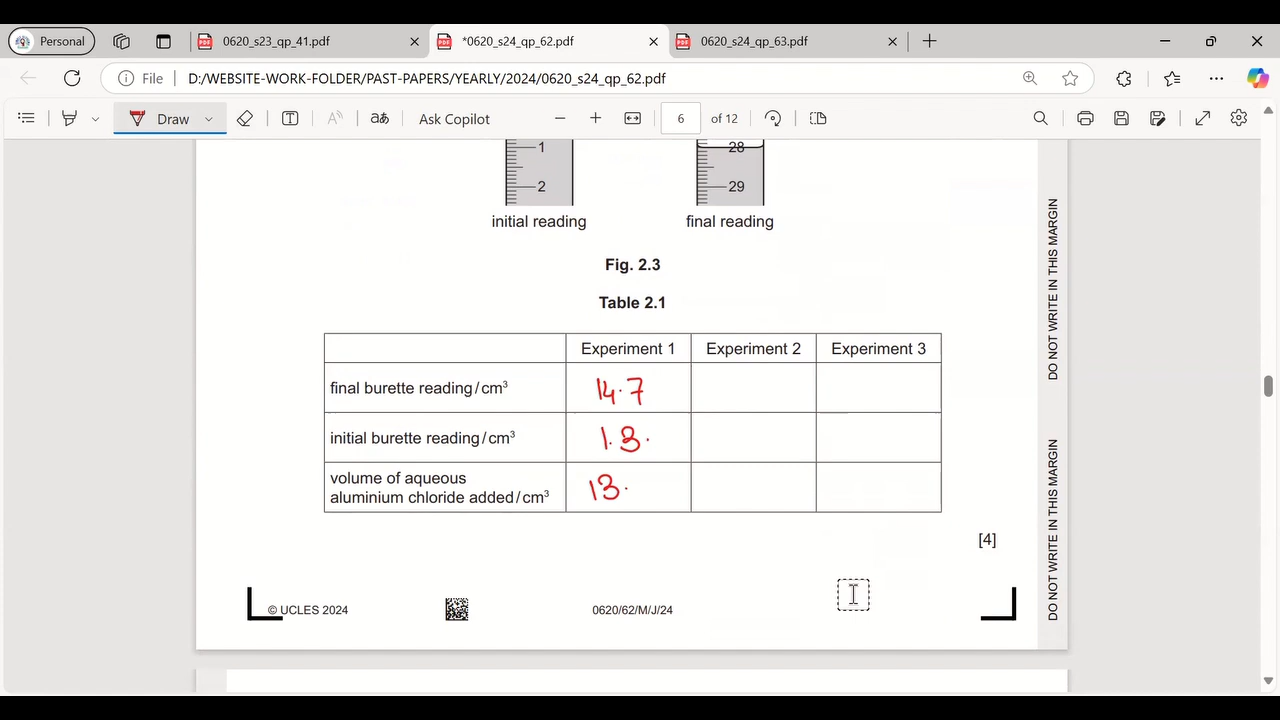 Personal
0620_s23_qp_41.pdf
*0620_s24_qp_62.pdf
0620_s24_qp_63.pdf
File
D:/WEBSITE-WORK-FOLDER/PAST-PAPERS/YEARLY/2024/0620_s24_qp_62.pdf
Draw
aあ
Ask Copilot
6 of 12
1
28
2
29
initial reading
final reading
Fig. 2.3
Table 2.1
Experiment 1 Experiment 2 Experiment 3
final burette reading/cm³ 14.7
initial burette reading/cm³ 1.3.
volume of aqueous
aluminium chloride added/cm³ 13.
[4]
© UCLES 2024
0620/62/M/J/24
DO NOT WRITE IN THIS MARGIN
DO NOT WRITE IN THIS MARGIN